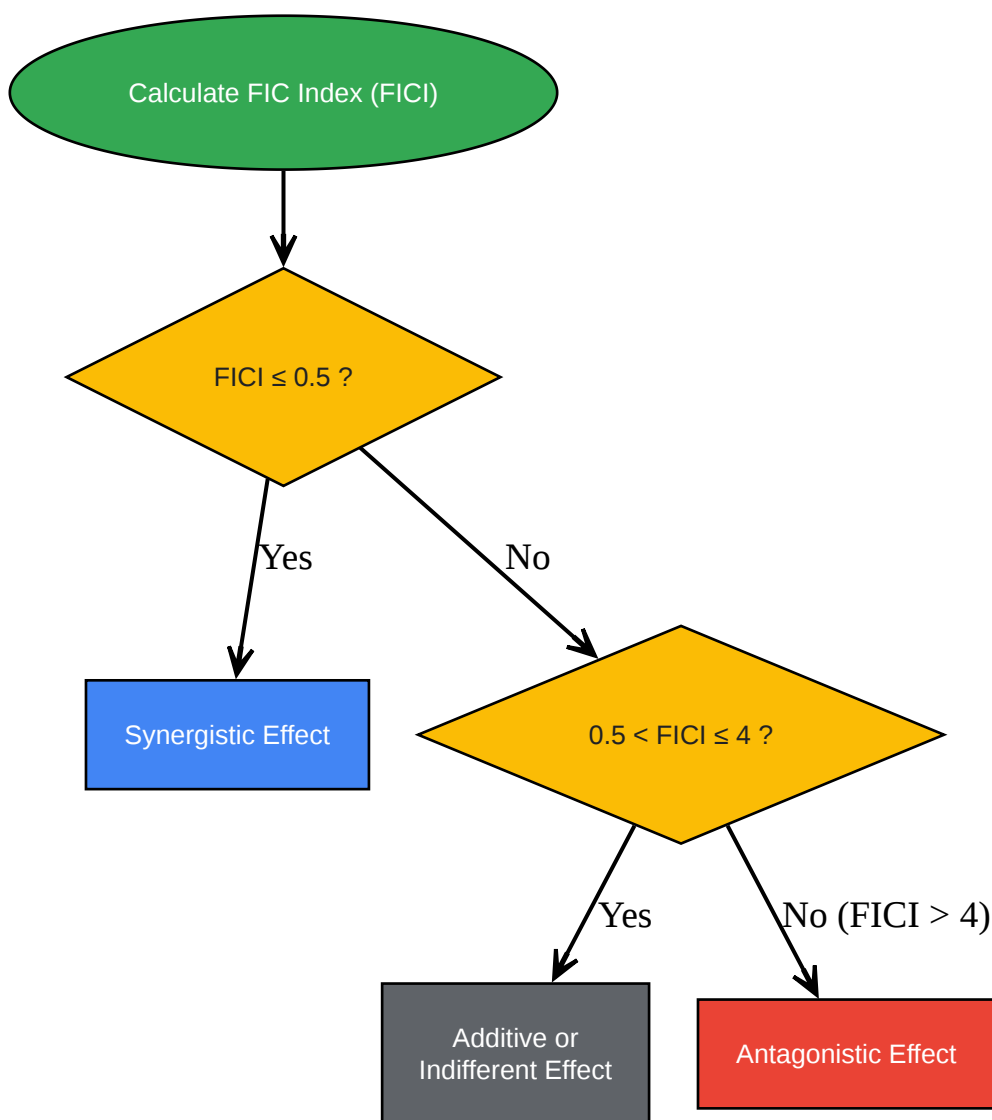 Calculate FIC Index (FICI)
FICI ≤ 0.5 ?
Yes
No
Synergistic Effect
0.5 < FICI ≤ 4 ?
Yes
No (FICI > 4)
Additive or
Indifferent Effect
Antagonistic Effect